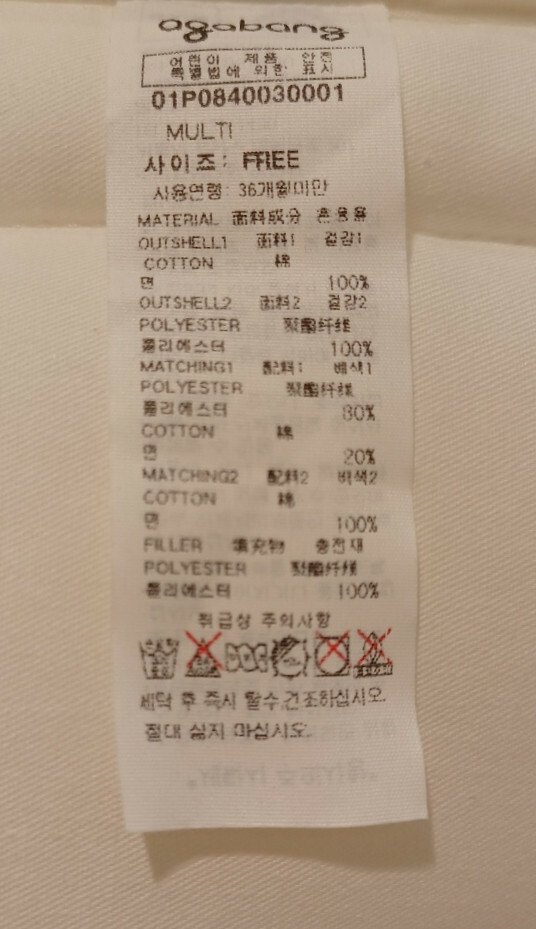 agabang
어린이 제품 안전
특별법에 의한 표시
01P0840030001
MULTI
사이즈: FREE
사용연령: 36개월미만
MATERIAL 面料成分 혼용율
OUTSHELL1 面料1 겉감1
COTTON 棉
면 100%
OUTSHELL2 面料2 겉감2
POLYESTER 聚酯纤维
폴리에스터 100%
MATCHING1 配料1 배색1
POLYESTER 聚酯纤维
폴리에스터 80%
COTTON 棉
면 20%
MATCHING2 配料2 배색2
COTTON 棉
면 100%
FILLER 填充物 충전재
POLYESTER 聚酯纤维
폴리에스터 100%
취급상 주의사항
세탁 후 즉시 탈수,건조하십시오.
절대 삶지 마십시오.